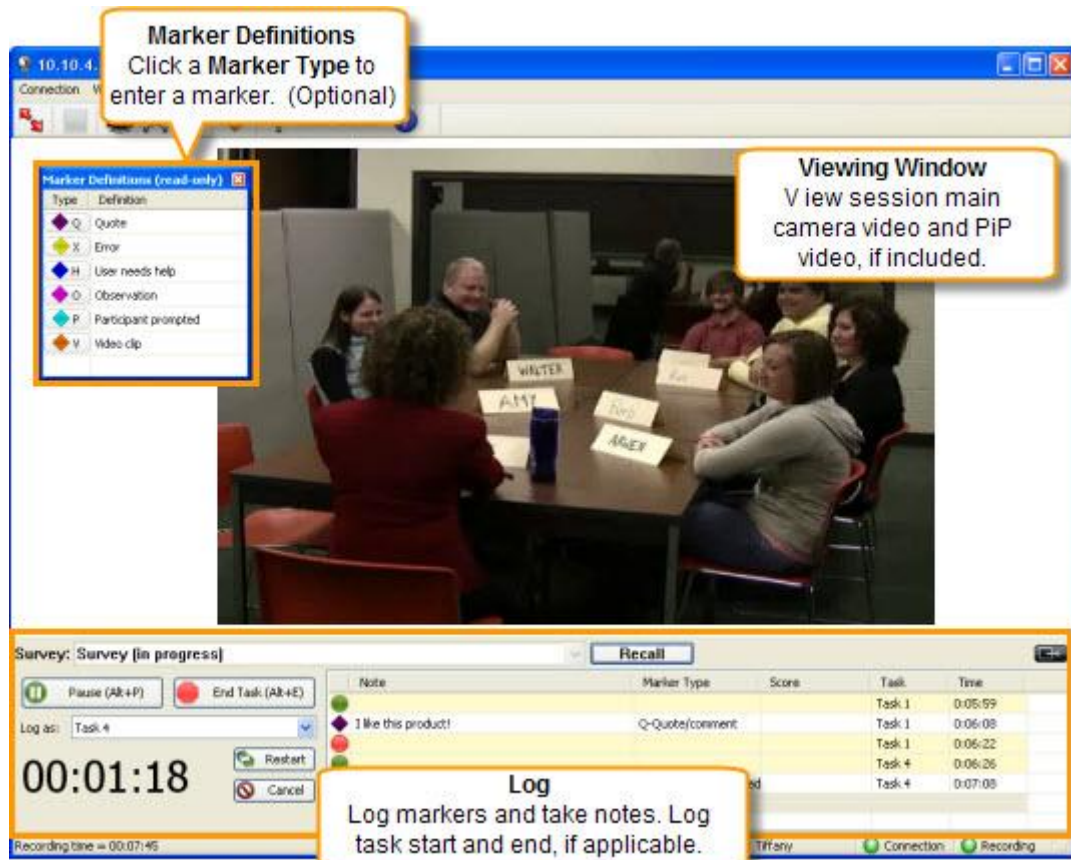 Marker Definitions
Click a Marker Type to
enter a marker. (Optional)
10.10.4.
Connection
Marker Definitions (read-only)
Type Definition
Q Quote
X Error
H User needs help
O Observation
P Participant prompted
V Video clip
Viewing Window
V iew session main
camera video and PiP
video, if included.
WALTER
AMY
Barb
ARWEN
Survey: Survey (in progress)
Recall
Pause (Alt+P)
End Task (Alt+E)
Log as: Task 4
00:01:18
Restart
Cancel
Note Marker Type Score Task Time
Task 1 0:05:59
I like this product! Q-Quote/comment Task 1 0:06:08
Task 1 0:06:22
Task 4 0:06:26
Task 4 0:07:08
Log
Log markers and take notes. Log
task start and end, if applicable.
Recording time = 00:07:45
Tiffany
Connection
Recording